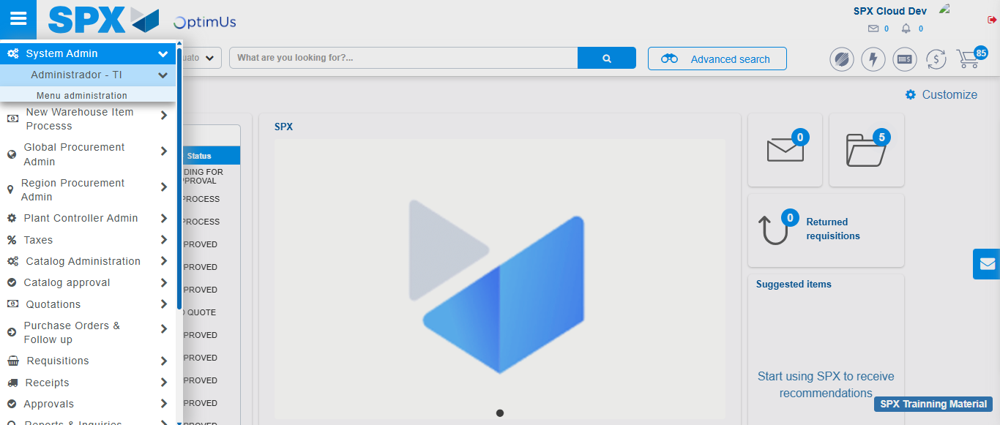 SPX
OptimUs
SPX Cloud Dev
0
0
System Admin
Administrador - TI
Menu administration
New Warehouse Item
Processs
Global Procurement
Admin
Region Procurement
Admin
Plant Controller Admin
Taxes
Catalog Administration
Catalog approval
Quotations
Purchase Orders &
Follow up
Requisitions
Receipts
Approvals
Reports & Inquiries
uato
What are you looking for?...
Advanced search
85
Customize
Status
DING FOR
PROVAL
PROCESS
PROCESS
PROVED
PROVED
PROVED
QUOTE
PROVED
PROVED
PROVED
PROVED
PROVED
SPX
0
5
0
Returned
requisitions
Suggested items
Start using SPX to receive
recommendations
SPX Trainning Material